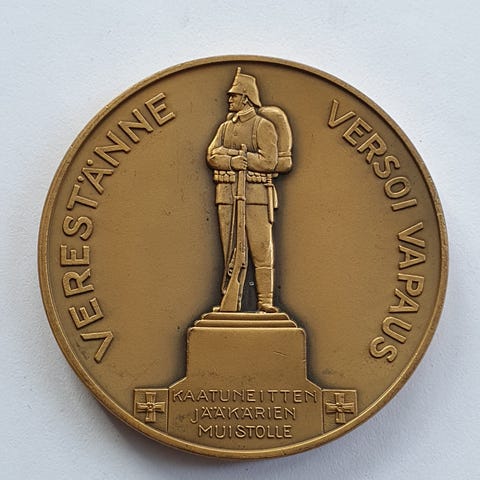 VERESTÄNNE
VERSOI VAPAUS
KAATUNEITTEN
JÄÄKÄRIEN
MUISTOLLE